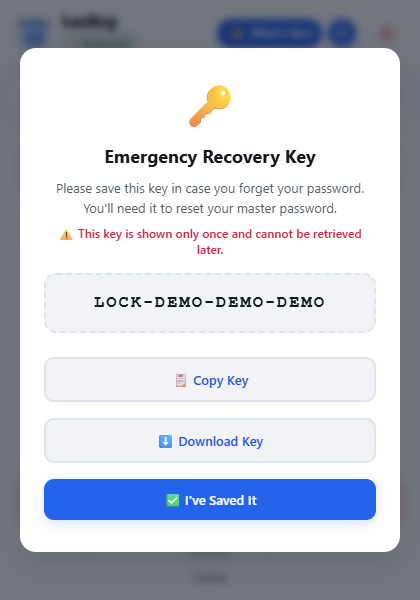 Emergency Recovery Key
Please save this key in case you forget your password.
You'll need it to reset your master password.
⚠️ This key is shown only once and cannot be retrieved
later.
LOCK-DEMO-DEMO-DEMO
📋 Copy Key
⬇️ Download Key
✅ I've Saved It